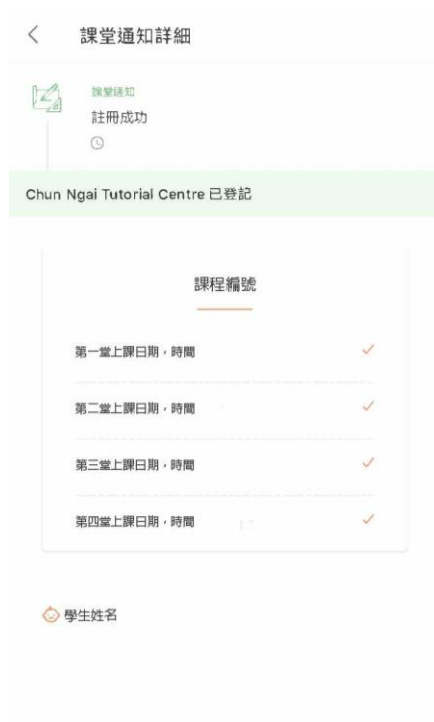 課堂通知詳細
課堂通知
註冊成功
Chun Ngai Tutorial Centre 已登記
課程編號
第一堂上課日期，時間
第二堂上課日期，時間
第三堂上課日期，時間
第四堂上課日期，時間
學生姓名